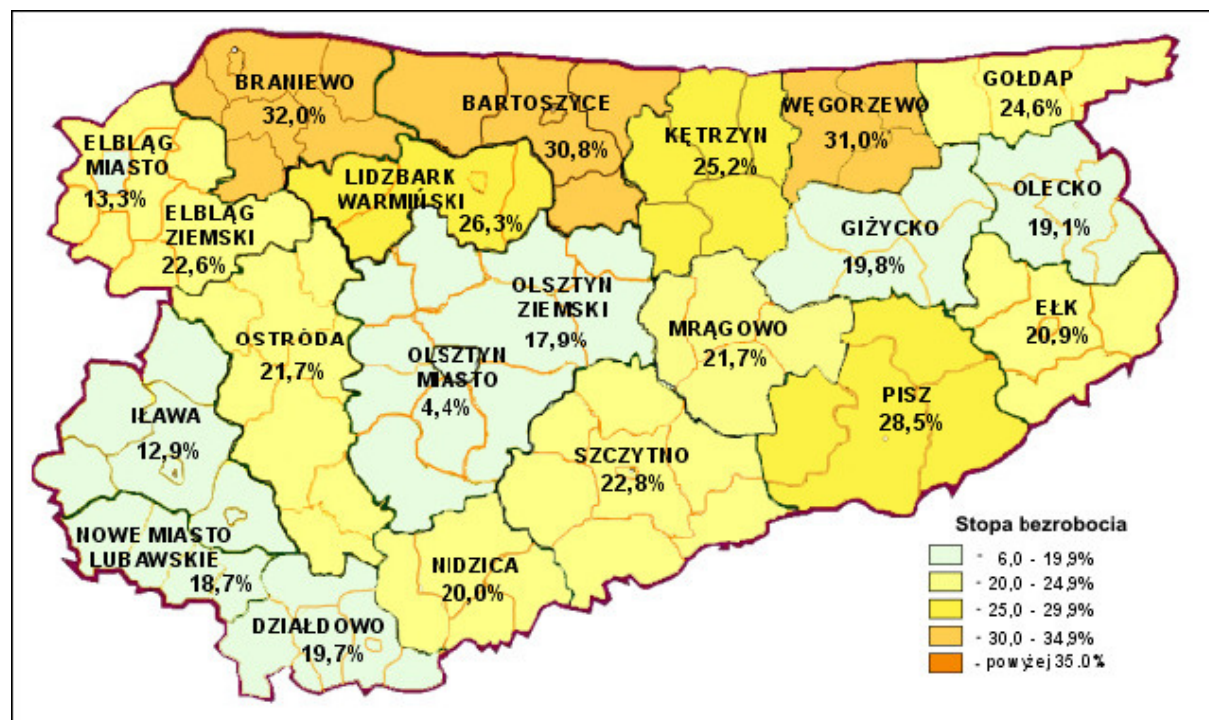 BRANIEWO
32,0%
BARTOSZYCE
30,8%
KĘTRZYN
25,2%
WĘGORZEWO
31,0%
GOŁDAP
24,6%
ELBLĄG
MIASTO
13,3%
ELBLĄG
ZIEMSKI
22,6%
LIDZBARK
WARMIŃSKI
26,3%
GIŻYCKO
19,8%
OLECKO
19,1%
OSTRÓDA
21,7%
OLSZTYN
ZIEMSKI
17,9%
OLSZTYN
MIASTO
4,4%
MRĄGOWO
21,7%
EŁK
20,9%
IŁAWA
12,9%
PISZ
28,5%
SZCZYTNO
22,8%
NOWE MIASTO
LUBAWSKIE
18,7%
NIDZICA
20,0%
DZIAŁDOWO
19,7%
Stopa bezrobocia
- 6,0 - 19,9%
- 20,0 - 24,9%
- 25,0 - 29,9%
- 30,0 - 34,9%
- powyżej 35.0%